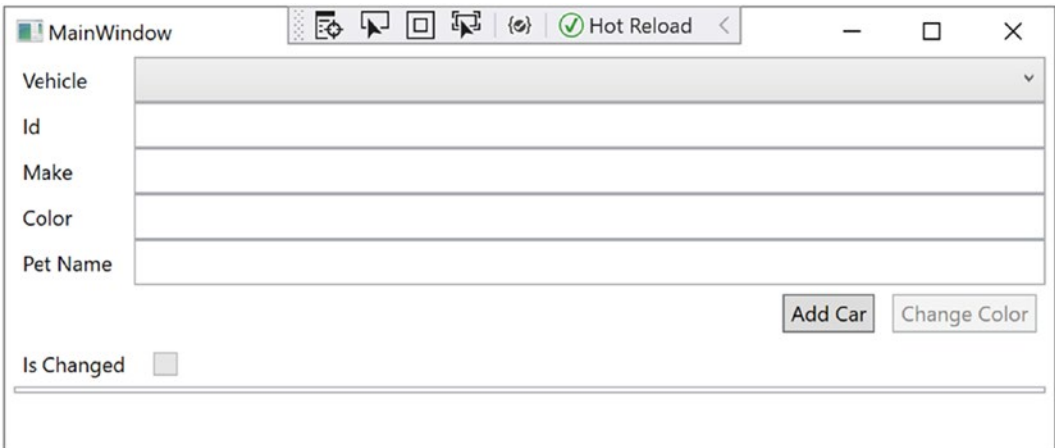 MainWindow
Hot Reload
Vehicle
Id
Make
Color
Pet Name
Add Car
Change Color
Is Changed